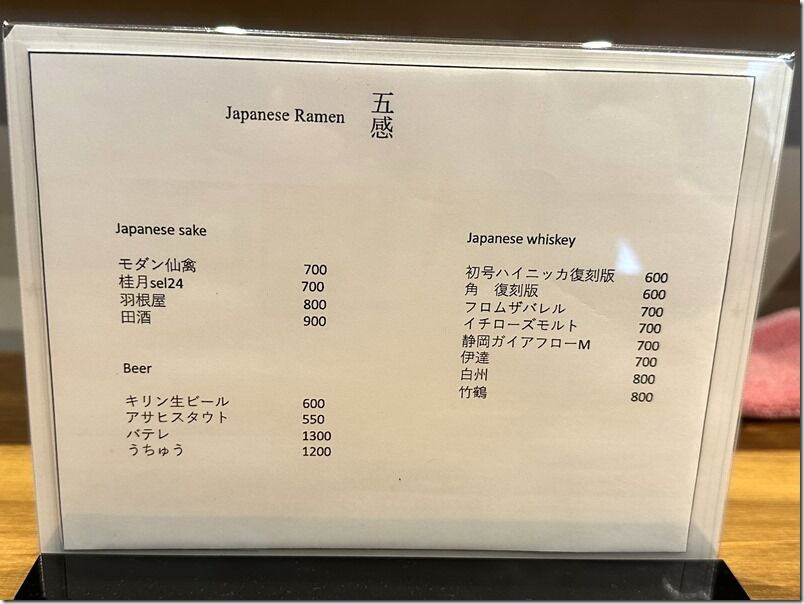 Japanese Ramen 五感
Japanese sake
モダン仙禽 700
桂月sel24 700
羽根屋 800
田酒 900
Beer
キリン生ビール 600
アサヒスタウト 550
バテレ 1300
うちゅう 1200
Japanese whiskey
初号ハイニッカ復刻版 600
角　復刻版 600
フロムザバレル 700
イチローズモルト 700
静岡ガイアフローM 700
伊達 700
白州 800
竹鶴 800